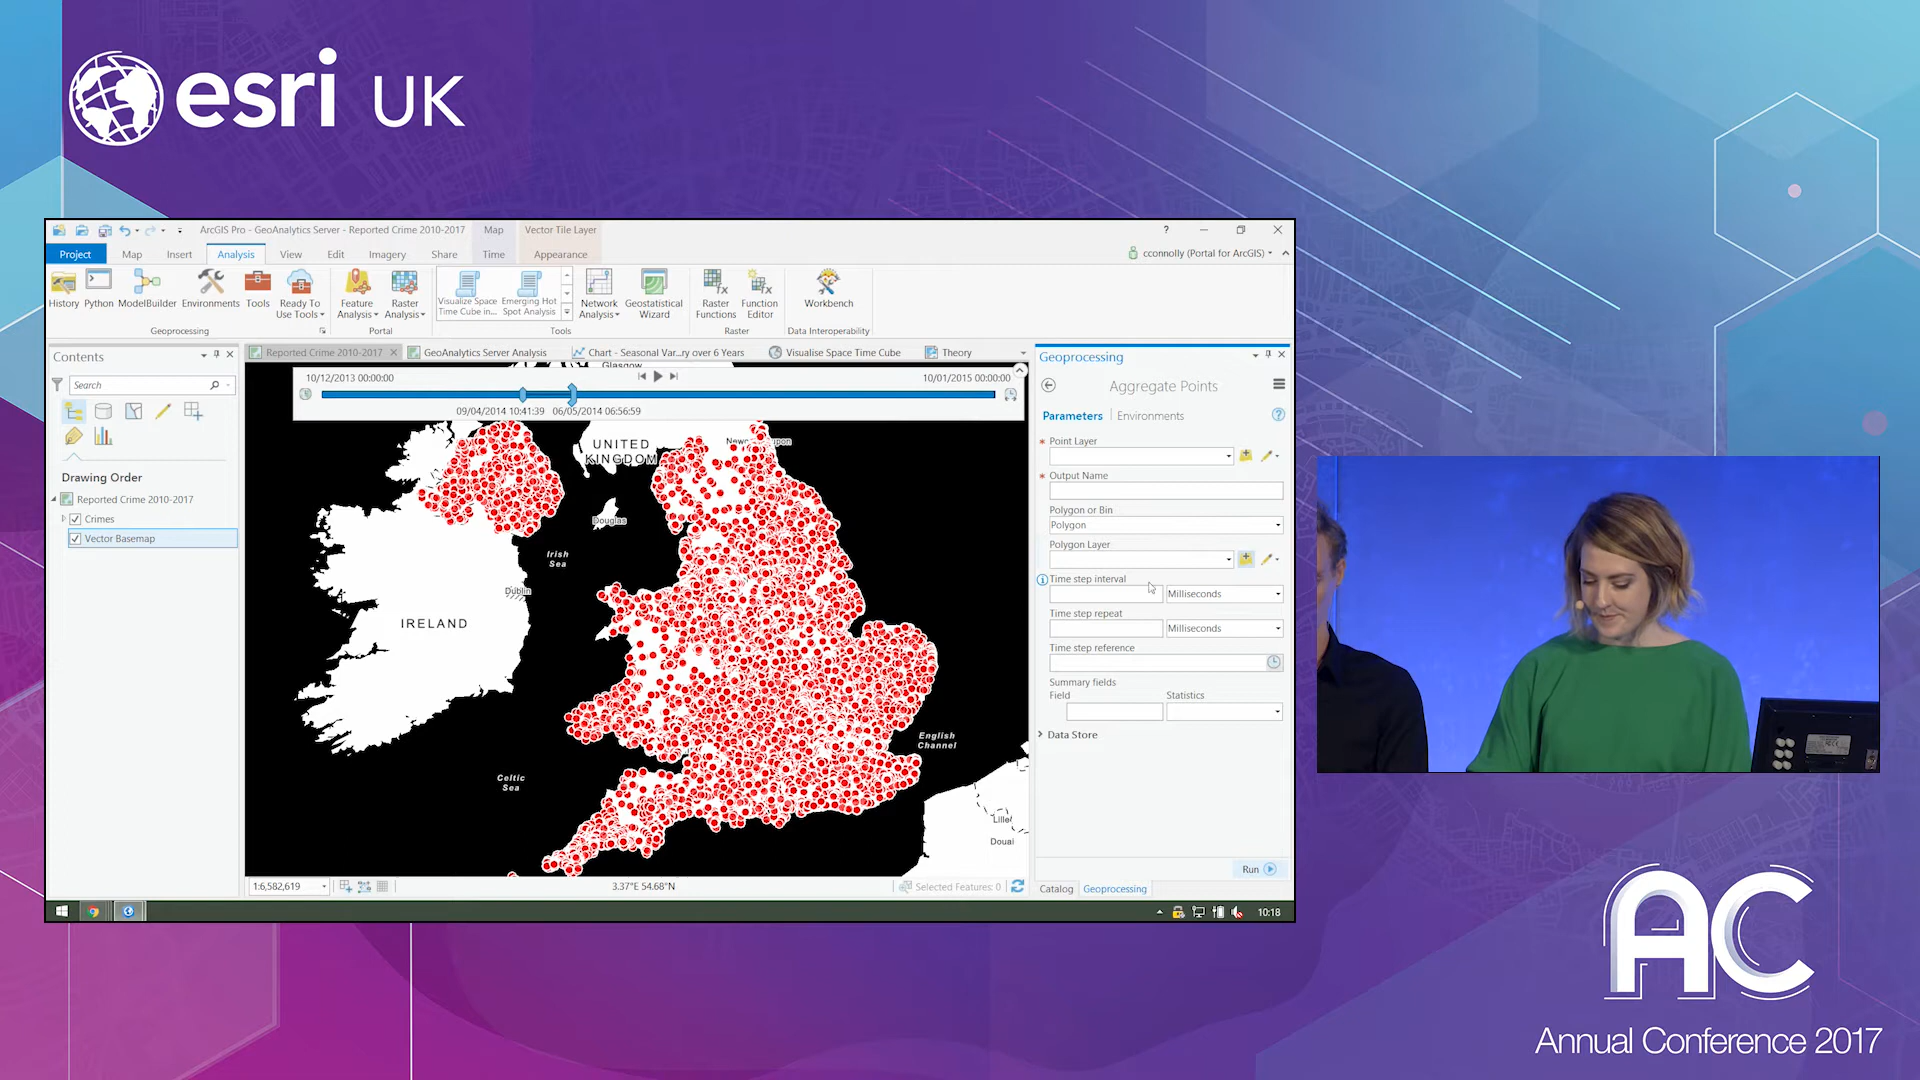 esri UK
ArcGIS Pro - GeoAnalytics Server - Reported Crime 2010-2017
Map
Vector Tile Layer
?
Project
Map
Insert
Analysis
View
Edit
Imagery
Share
Time
Appearance
cconnolly (Portal for ArcGIS)
History
Python
ModelBuilder
Environments
Tools
Ready To
Use Tools
Feature
Analysis
Raster
Analysis
Visualize Space
Time Cube in...
Emerging Hot
Spot Analysis
Network
Analysis
Geostatistical
Wizard
Raster
Functions
Function
Editor
Workbench
Geoprocessing
Portal
Tools
Raster
Data Interoperability
Contents
Search
Drawing Order
Reported Crime 2010-2017
Crimes
Vector Basemap
Reported Crime 2010-2017
GeoAnalytics Server Analysis
Chart - Seasonal Var...ry over 6 Years
Visualise Space Time Cube
Theory
Glasgow
10/12/2013 00:00:00
10/01/2015 00:00:00
09/04/2014 10:41:39
06/05/2014 06:56:59
UNITED
KINGDOM
Douglas
Irish
Sea
Dublin
IRELAND
English
Channel
Celtic
Sea
Lille
Douai
1:6,582,619
3.37°E 54.68°N
Selected Features: 0
Geoprocessing
Aggregate Points
Parameters
Environments
?
* Point Layer
* Output Name
Polygon or Bin
Polygon
Polygon Layer
Time step interval
Milliseconds
Time step repeat
Milliseconds
Time step reference
Summary fields
Field
Statistics
Data Store
Run
Catalog
Geoprocessing
10:18
AC
Annual Conference 2017